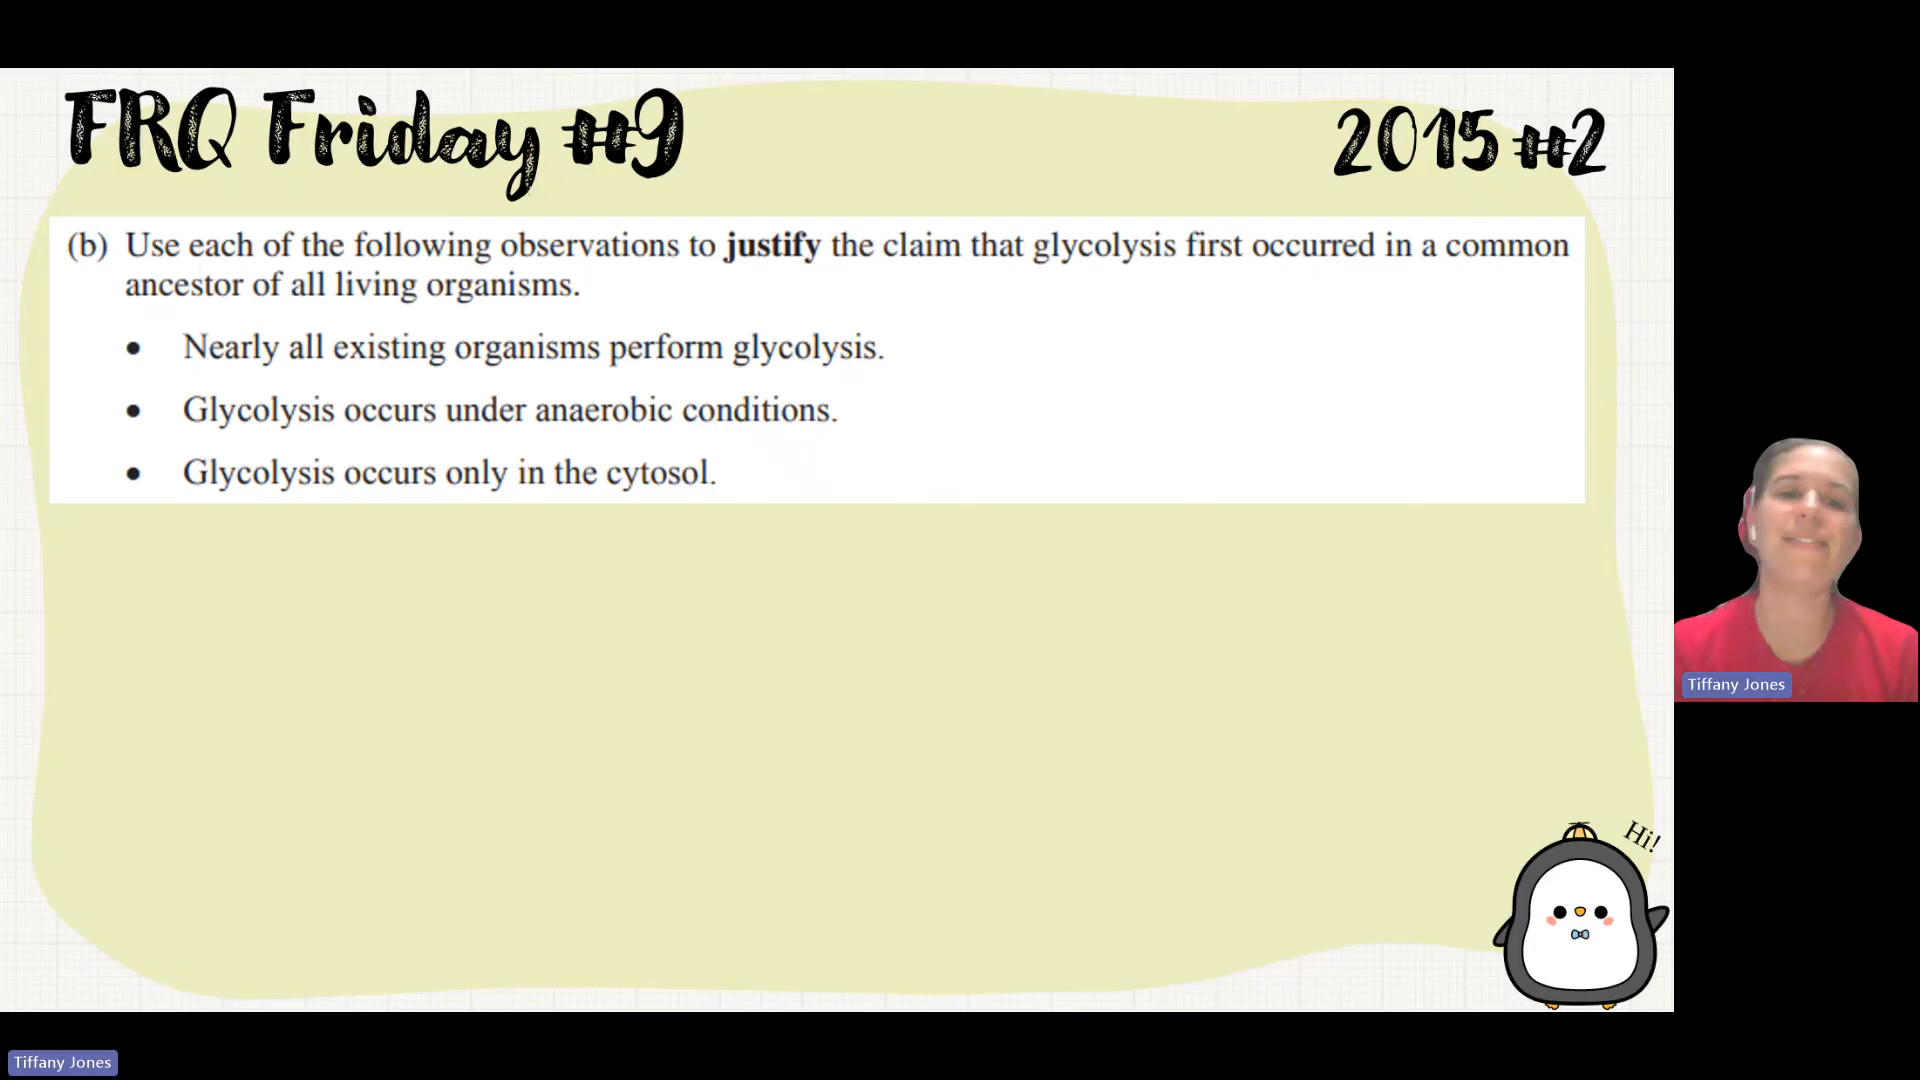 FRQ Friday #9
2015 #2
(b) Use each of the following observations to justify the claim that glycolysis first occurred in a common
ancestor of all living organisms.
• Nearly all existing organisms perform glycolysis.
• Glycolysis occurs under anaerobic conditions.
• Glycolysis occurs only in the cytosol.
Tiffany Jones
Hi!
Tiffany Jones